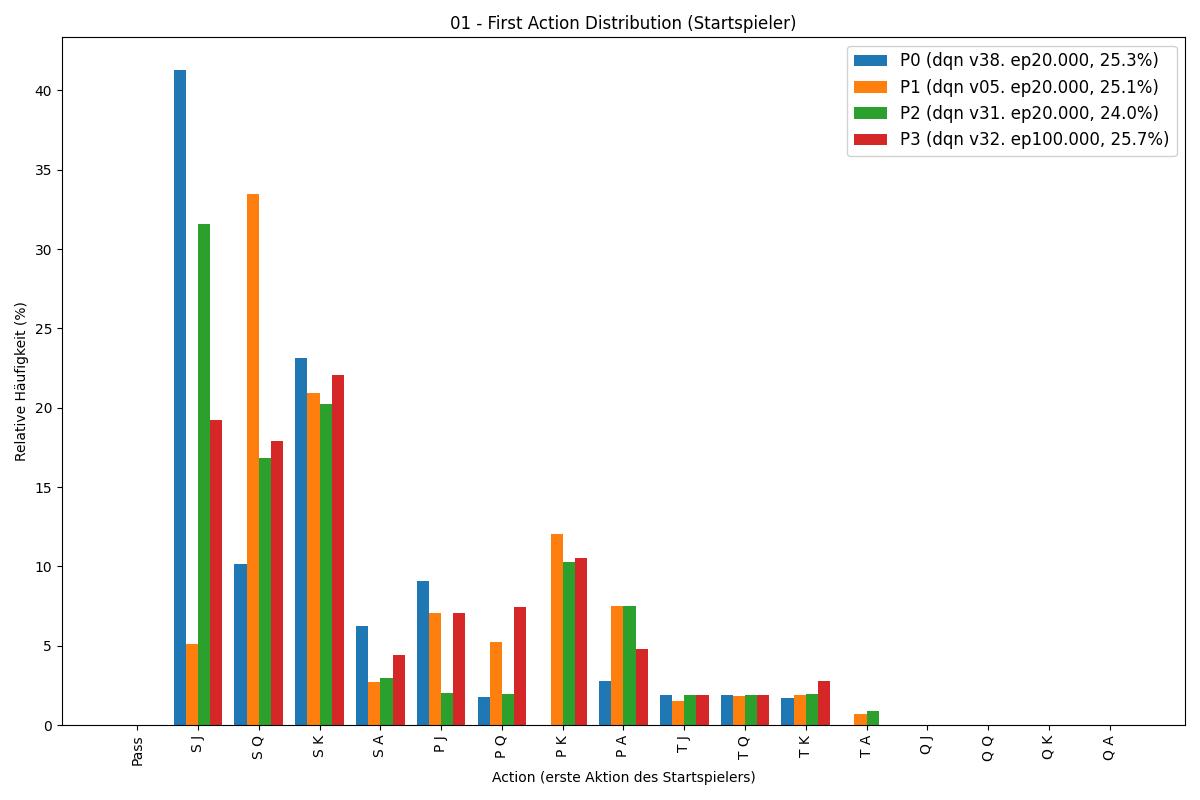 01 - First Action Distribution (Startspieler)
P0 (dqn v38. ep20.000, 25.3%)
P1 (dqn v05. ep20.000, 25.1%)
P2 (dqn v31. ep20.000, 24.0%)
P3 (dqn v32. ep100.000, 25.7%)
Relative Häufigkeit (%)
40
35
30
25
20
15
10
5
0
Pass
S J
S Q
S K
S A
P J
P Q
P K
P A
T J
T Q
T K
T A
Q J
Q Q
Q K
Q A
Action (erste Aktion des Startspielers)